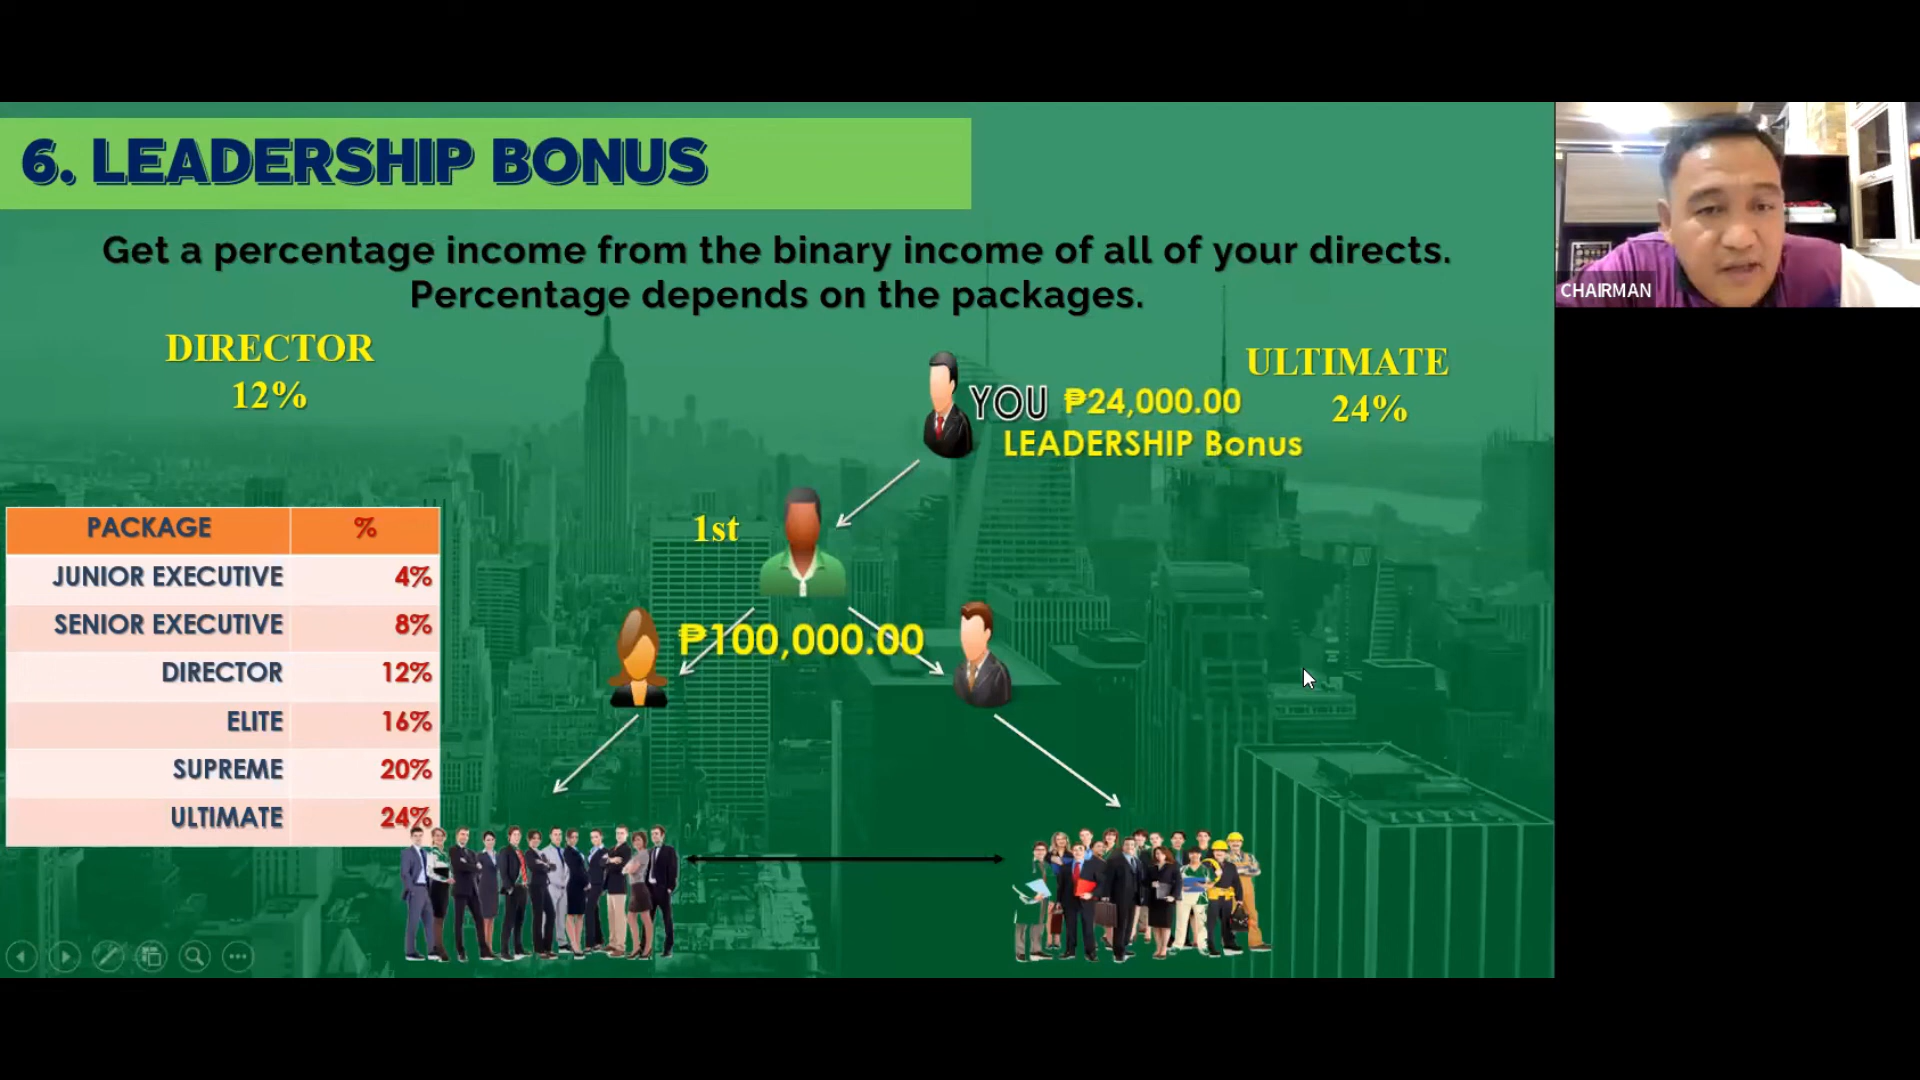 6. LEADERSHIP BONUS
Get a percentage income from the binary income of all of your directs.
Percentage depends on the packages.
DIRECTOR
12%
ULTIMATE
24%
YOU ₱24,000.00
LEADERSHIP Bonus
1st
₱100,000.00
PACKAGE %
JUNIOR EXECUTIVE 4%
SENIOR EXECUTIVE 8%
DIRECTOR 12%
ELITE 16%
SUPREME 20%
ULTIMATE 24%
CHAIRMAN